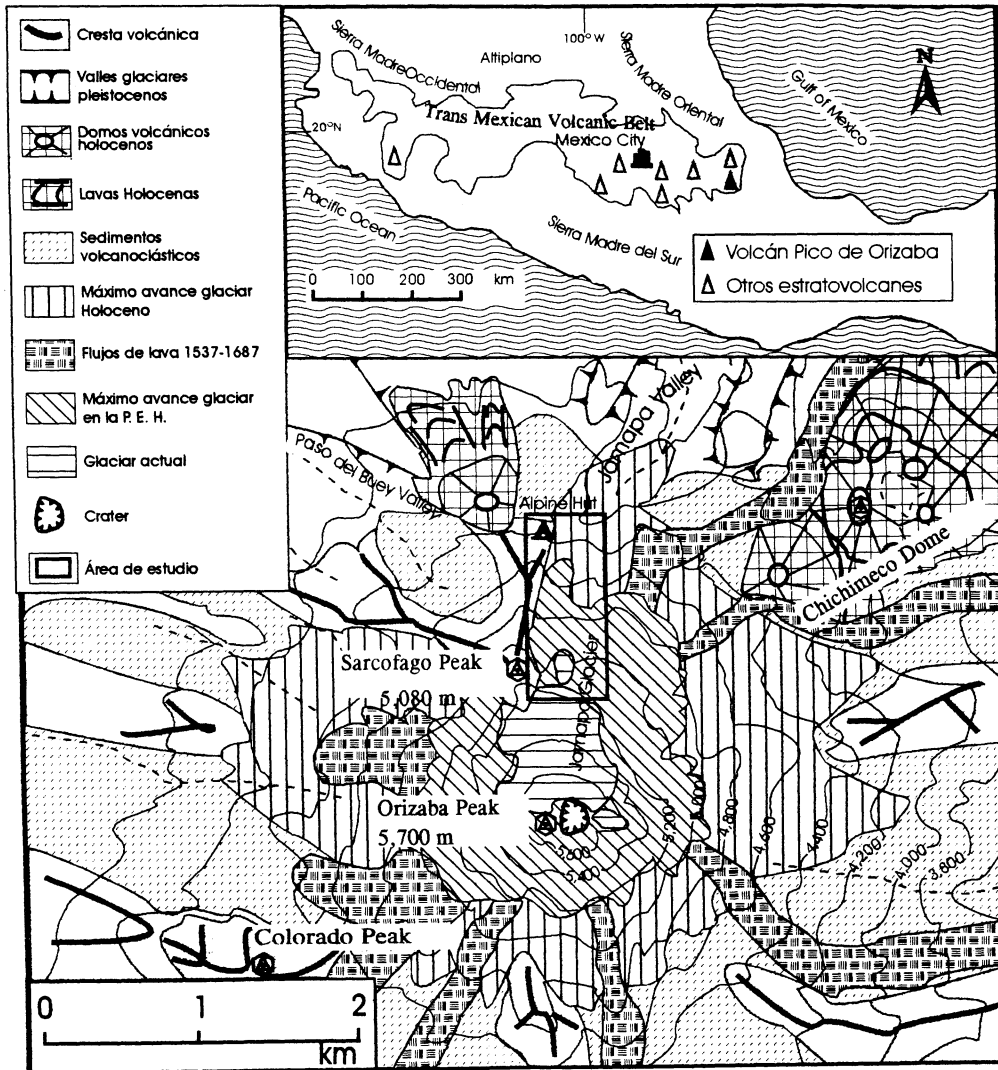 Cresta volcánica
Valles glaciares
pleistocenos
Domos volcánicos
holocenos
Lavas Holocenas
Sedimentos
volcanoclásticos
Máximo avance glaciar
Holoceno
Flujos de lava 1537-1687
Máximo avance glaciar
en la P. E. H.
Glaciar actual
Crater
Área de estudio
100° W
N
Sierra Madre Occidental
Altiplano
Sierra Madre Oriental
Gulf of Mexico
20°N
Trans Mexican Volcanic Belt
Mexico City
Pacific Ocean
Sierra Madre del Sur
0 100 200 300 km
Volcán Pico de Orizaba
Otros estratovolcanes
Jamapa Valley
Paso del Buey Valley
Alpine Hut
Chichimeco Dome
Sarcofago Peak
5,080 m
Jamapa Glacier
Orizaba Peak
5,700 m
5,600
5,400
5,200
5,000
4,800
4,600
4,400
4,200
4,000
3,800
Colorado Peak
0 1 2
km